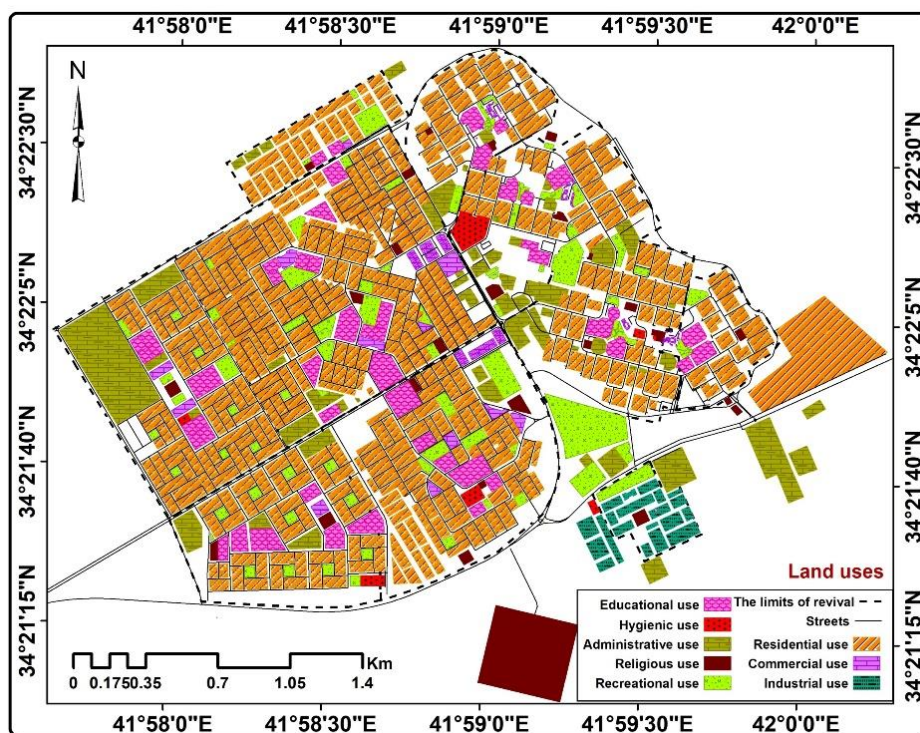 41°58'0"E 41°58'30"E 41°59'0"E 41°59'30"E 42°0'0"E
N
34°22'30"N
34°22'5"N
34°21'40"N
34°21'15"N
34°22'30"N
34°22'5"N
34°21'40"N
34°21'15"N
Land uses
Educational use
Hygienic use
Administrative use
Religious use
Recreational use
The limits of revival
Streets
Residential use
Commercial use
Industrial use
Km
0 0.175 0.35 0.7 1.05 1.4
41°58'0"E 41°58'30"E 41°59'0"E 41°59'30"E 42°0'0"E